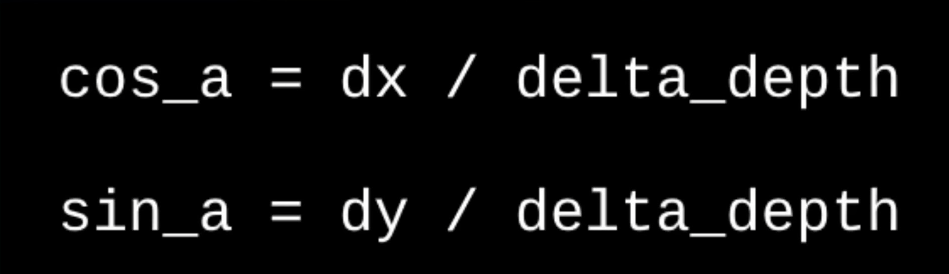 cos_a = dx / delta_depth
sin_a = dy / delta_depth